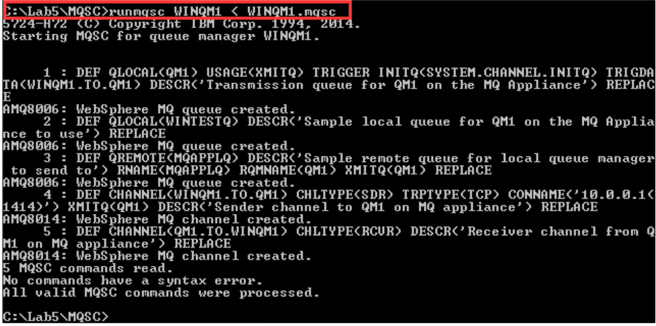 C:\Lab5\MQSC>runmqsc WINQM1 < WINQM1.mqsc
5724-H72 (C) Copyright IBM Corp. 1994, 2014.
Starting MQSC for queue manager WINQM1.
1 : DEF QLOCAL(QM1) USAGE(XMITQ) TRIGGER INITQ(SYSTEM.CHANNEL.INITQ) TRIGDA
TA(WINQM1.TO.QM1) DESCR('Transmission queue for QM1 on the MQ Appliance') REPLAC
E
AMQ8006: WebSphere MQ queue created.
2 : DEF QLOCAL(WINTESTQ) DESCR('Sample local queue for QM1 on the MQ Applia
nce to use') REPLACE
AMQ8006: WebSphere MQ queue created.
3 : DEF QREMOTE(MQAPPLQ) DESCR('Sample remote queue for local queue manager
to send to') RNAME(MQAPPLQ) RQMNAME(QM1) XMITQ(QM1) REPLACE
AMQ8006: WebSphere MQ queue created.
4 : DEF CHANNEL(WINQM1.TO.QM1) CHLTYPE(SDR) TRPTYPE(TCP) CONNAME('10.0.0.1(
1414)') XMITQ(QM1) DESCR('Sender channel to QM1 on MQ appliance') REPLACE
AMQ8014: WebSphere MQ channel created.
5 : DEF CHANNEL(QM1.TO.WINQM1) CHLTYPE(RCVR) DESCR('Receiver channel from Q
M1 on MQ appliance') REPLACE
AMQ8014: WebSphere MQ channel created.
5 MQSC commands read.
No commands have a syntax error.
All valid MQSC commands were processed.
C:\Lab5\MQSC>